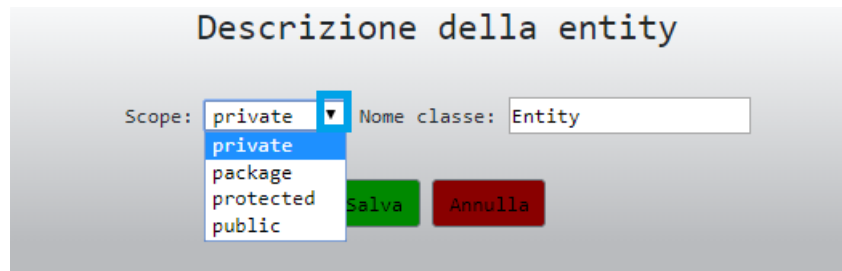 Descrizione della entity
Scope: private ▼ Nome classe: Entity
private
package
protected
public
Salva Annulla